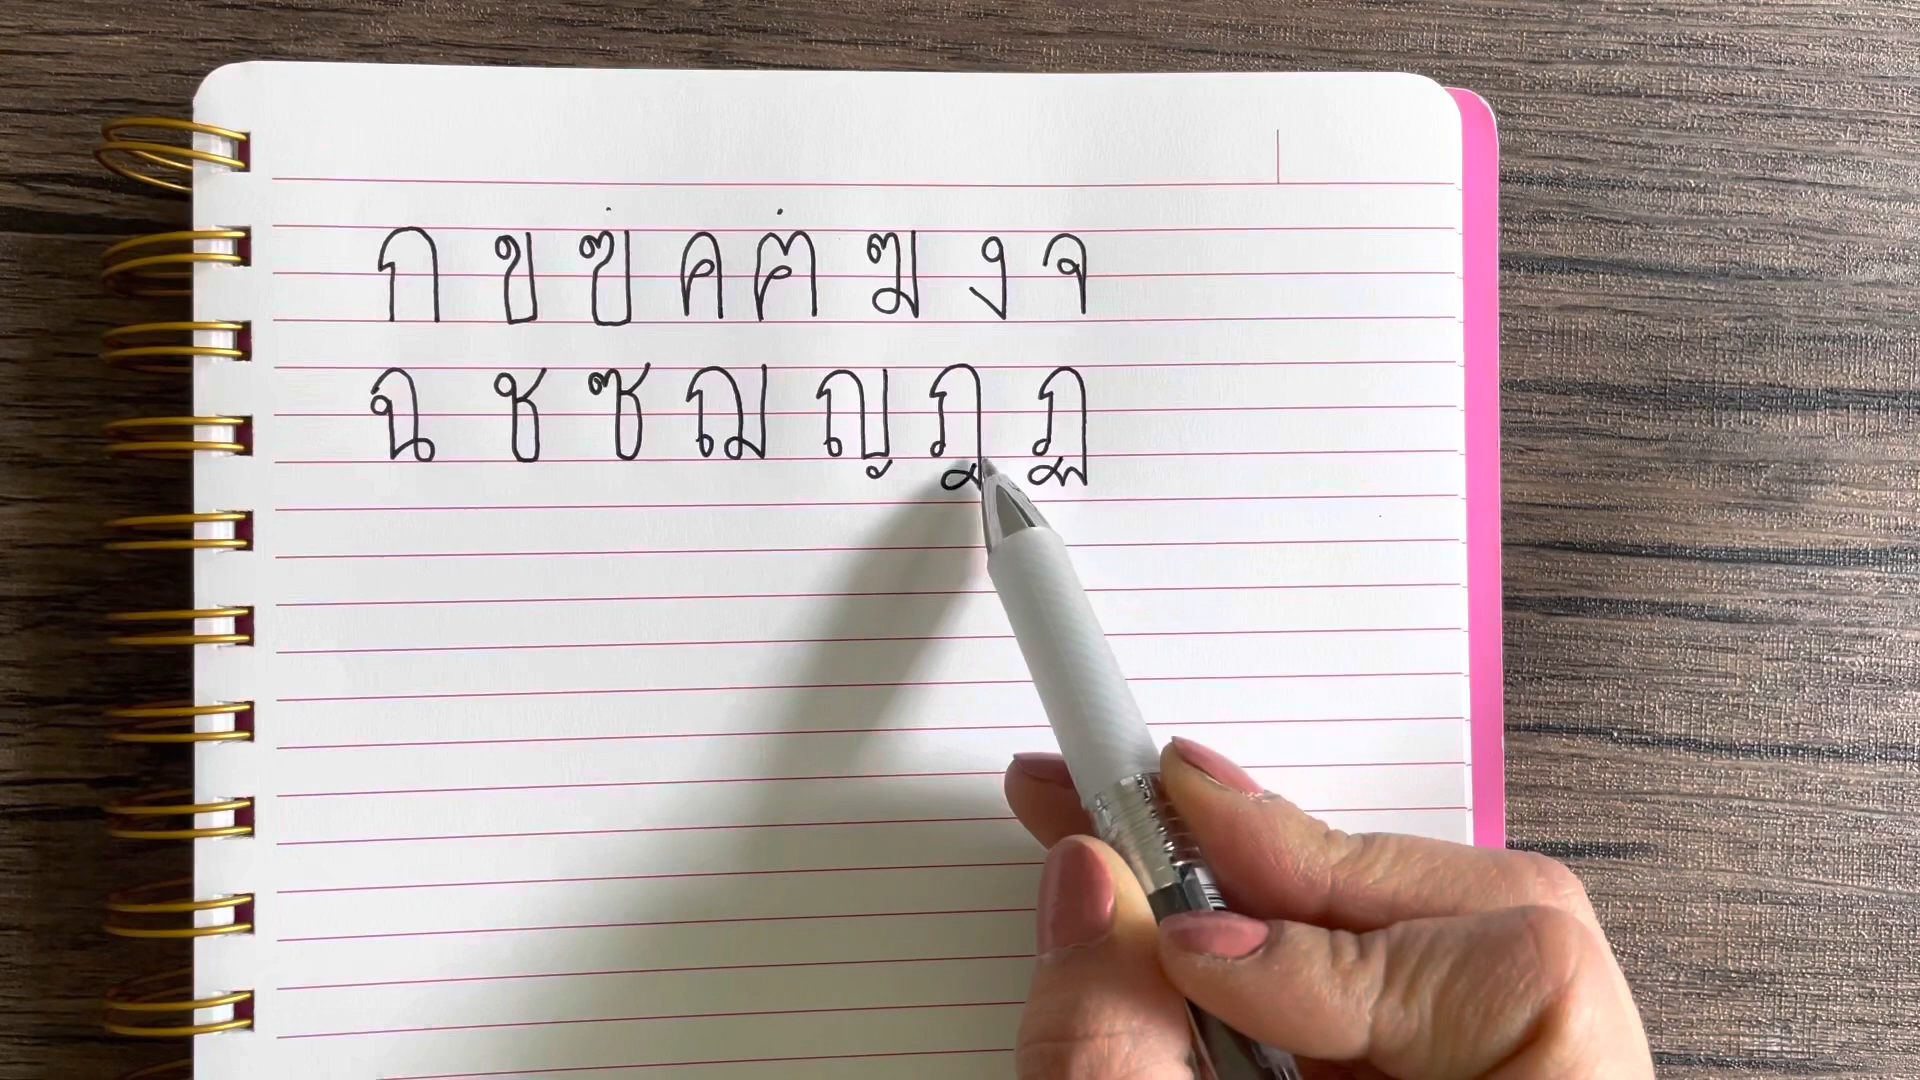 ก ข ฃ ค ฅ ฆ ง จ
ฉ ช ซ ฌ ญ ฎ ฏ